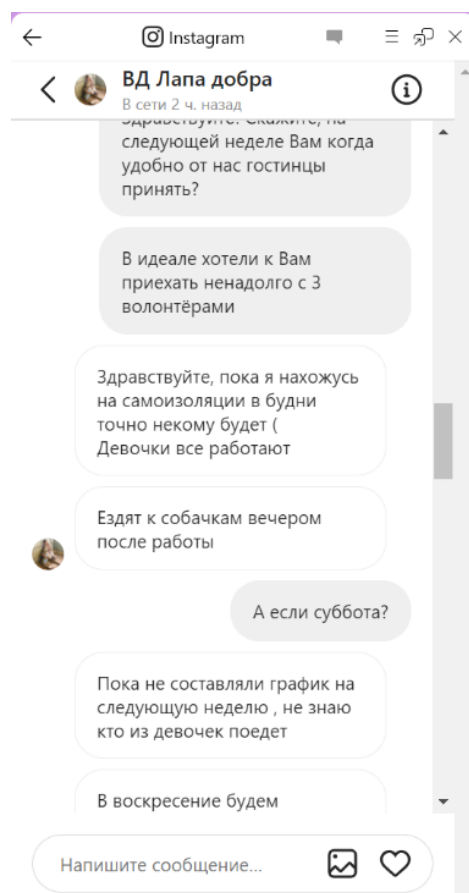 Instagram
ВД Лапа добра
В сети 2 ч. назад
Здравствуйте! Скажите, на
следующей неделе Вам когда
удобно от нас гостинцы
принять?
В идеале хотели к Вам
приехать ненадолго с 3
волонтёрами
Здравствуйте, пока я нахожусь
на самоизоляции в будни
точно некому будет (
Девочки все работают
Ездят к собачкам вечером
после работы
А если суббота?
Пока не составляли график на
следующую неделю , не знаю
кто из девочек поедет
В воскресение будем
Напишите сообщение...